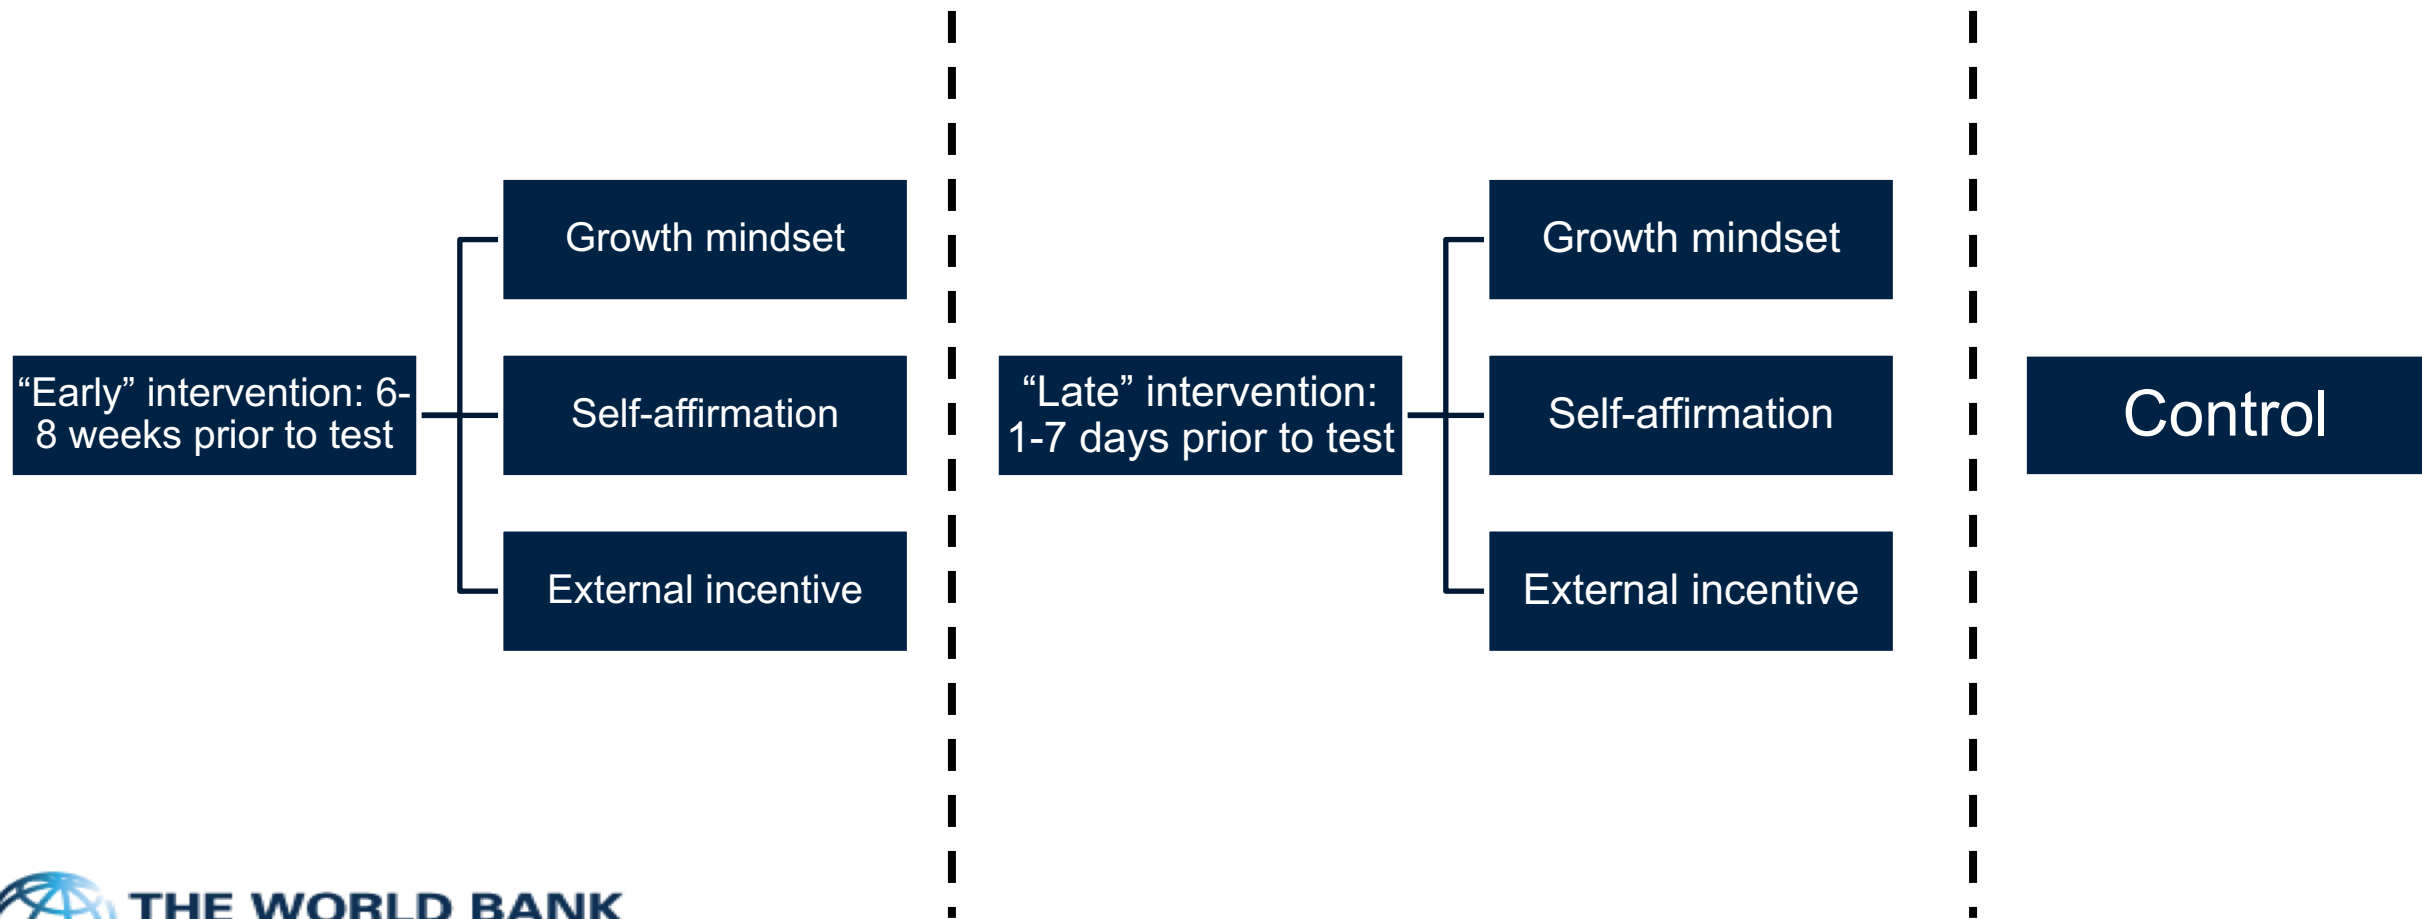 “Early” intervention: 6-
8 weeks prior to test
Growth mindset
Self-affirmation
External incentive
“Late” intervention:
1-7 days prior to test
Growth mindset
Self-affirmation
External incentive
Control
THE WORLD BANK